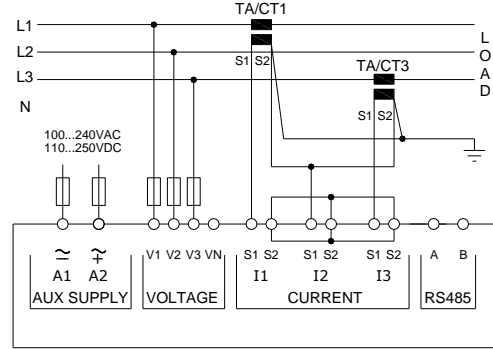 TA/CT1
L1
L2
L3
N
S1 S2
TA/CT3
S1 S2
LOAD
100...240VAC
110...250VDC
V1 V2 V3 VN S1 S2 S1 S2 S1 S2 A B
A1 A2 I1 I2 I3
AUX SUPPLY VOLTAGE CURRENT RS485